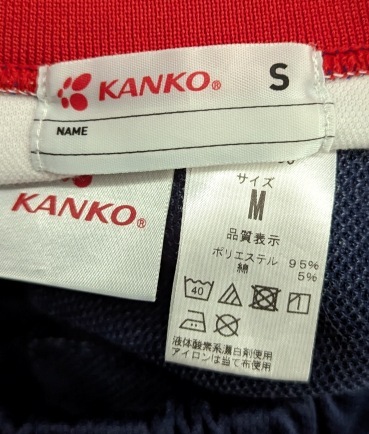 KANKO® S
NAME
KANKO®
サイズ
M
品質表示
ポリエステル 95%
綿 5%
40
液体酸素系漂白剤使用
アイロンは当て布使用